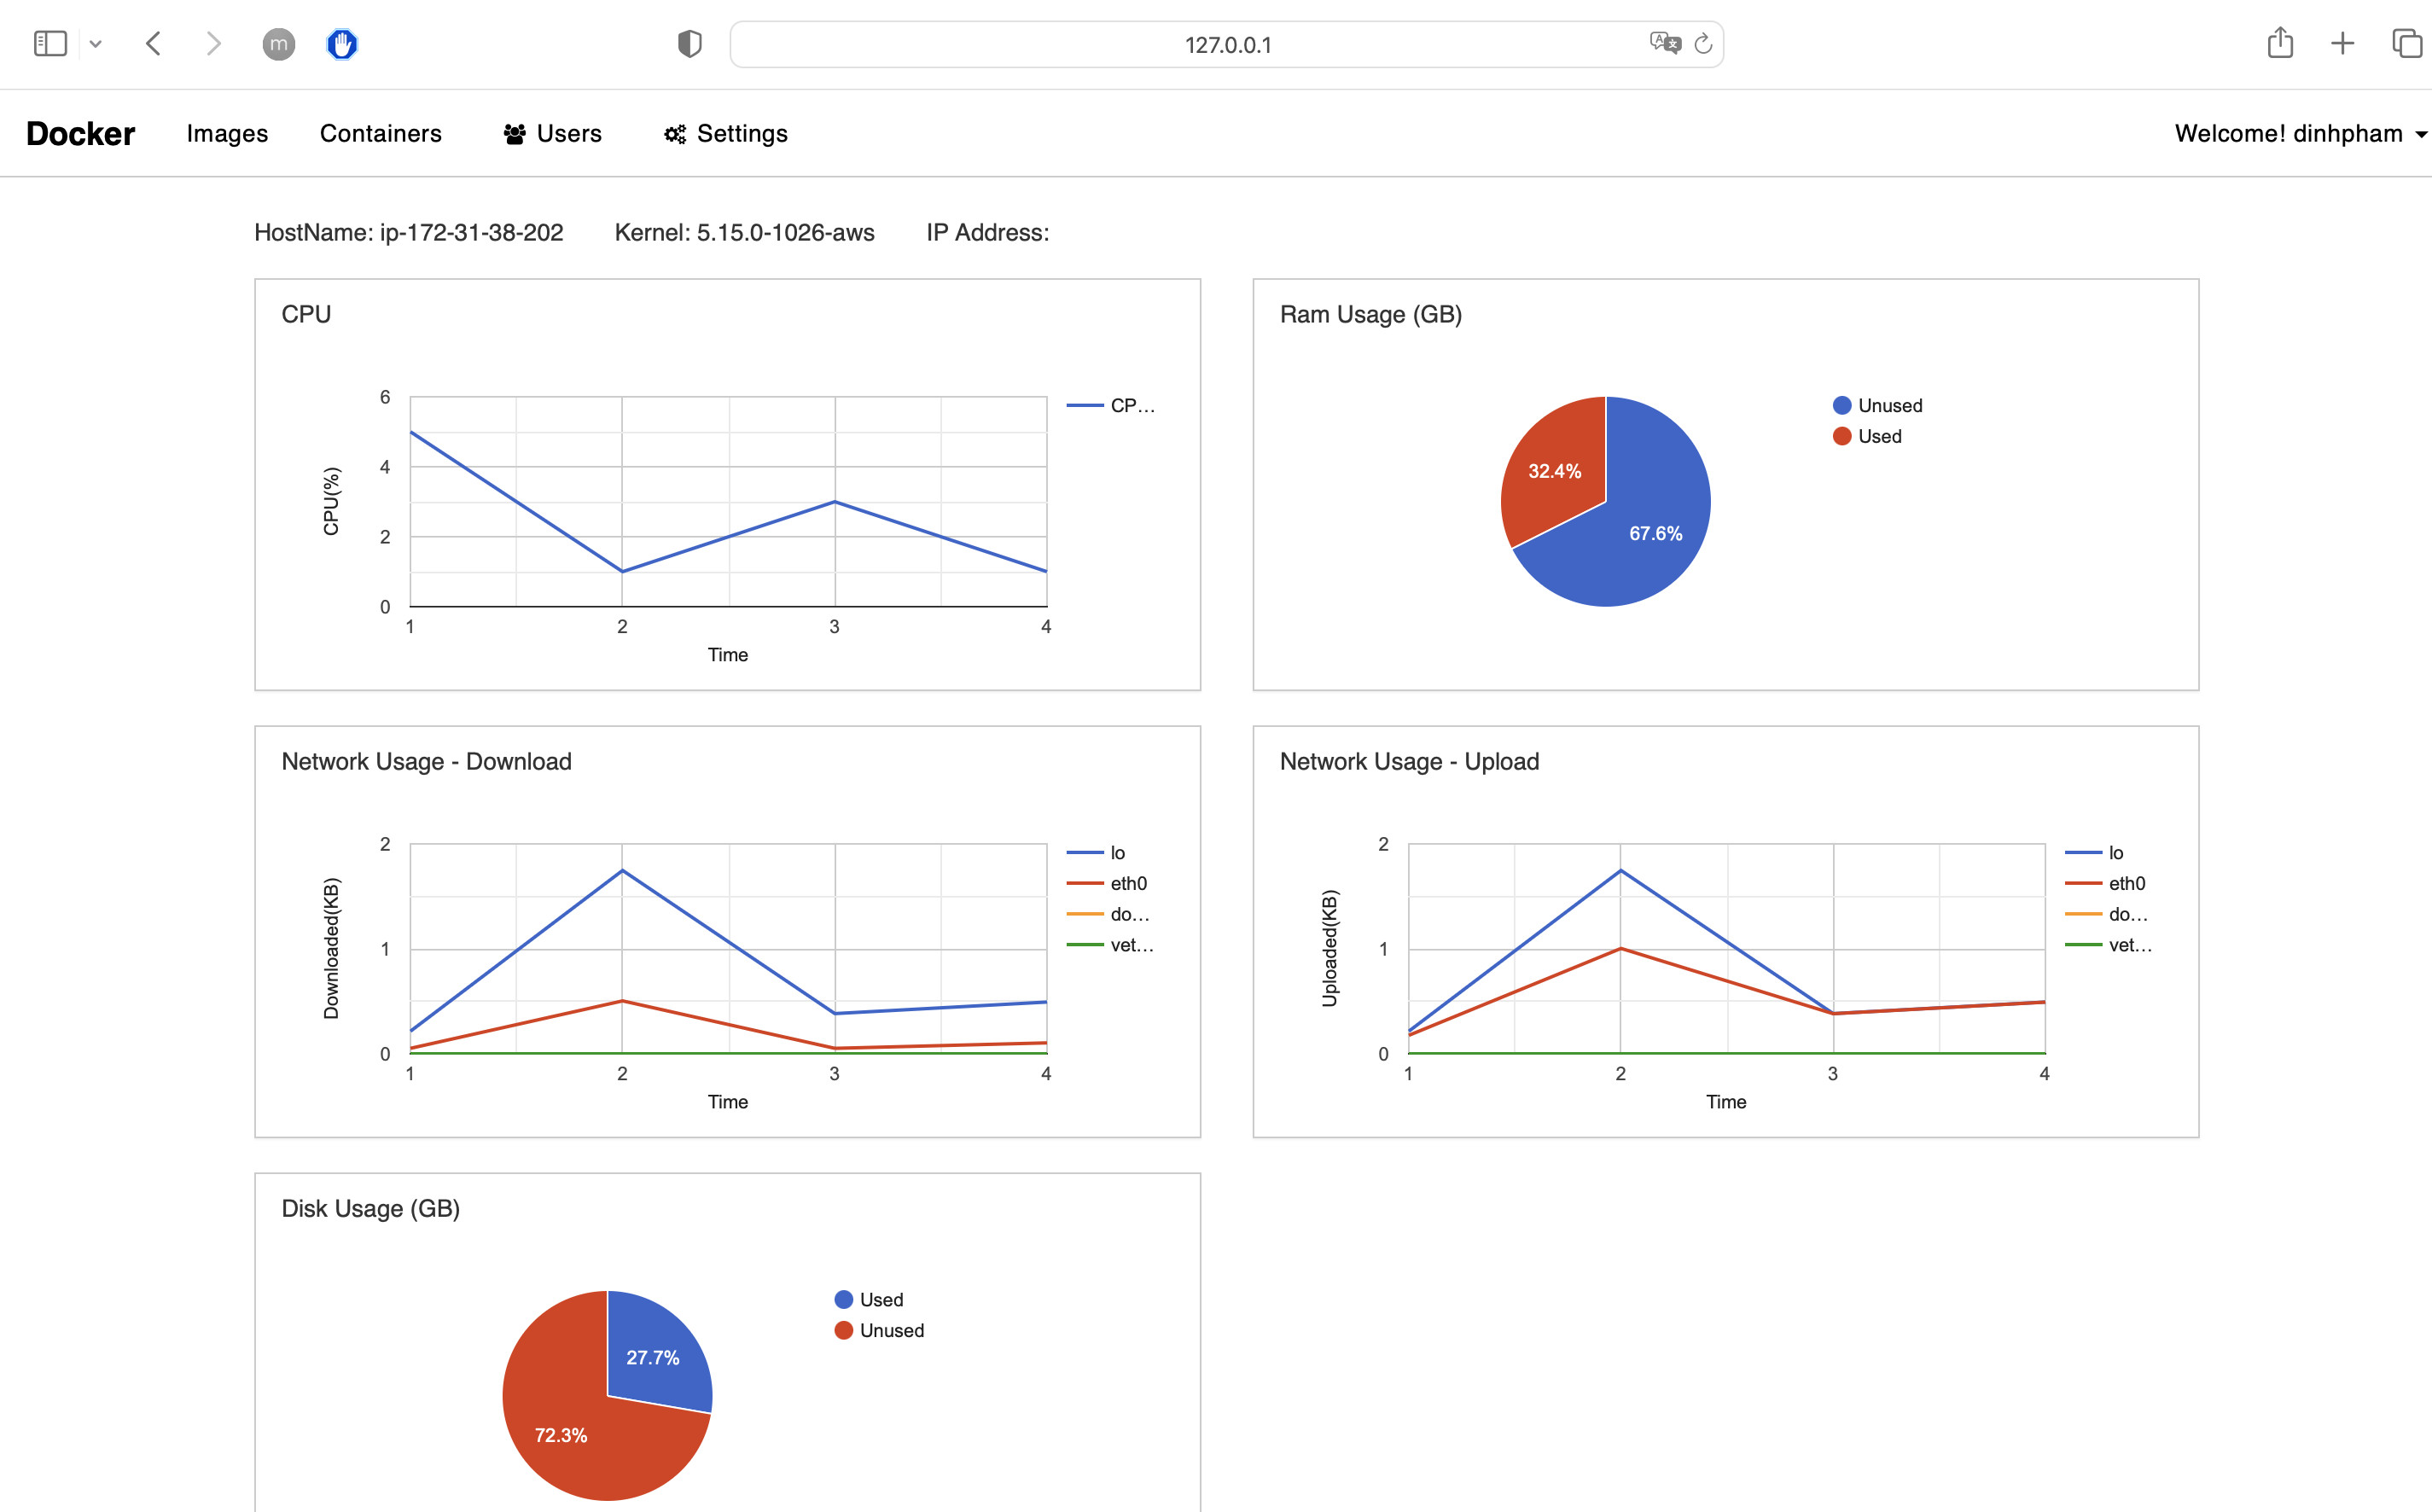 m
127.0.0.1
Docker Images Containers Users Settings Welcome! dinhpham
HostName: ip-172-31-38-202 Kernel: 5.15.0-1026-aws IP Address:
CPU
6
4
2
0
CPU(%)
1 2 3 4
Time
CP...
Ram Usage (GB)
Unused
Used
32.4%
67.6%
Network Usage - Download
2
1
0
Downloaded(KB)
1 2 3 4
Time
lo
eth0
do...
vet...
Network Usage - Upload
2
1
0
Uploaded(KB)
1 2 3 4
Time
lo
eth0
do...
vet...
Disk Usage (GB)
Used
Unused
27.7%
72.3%